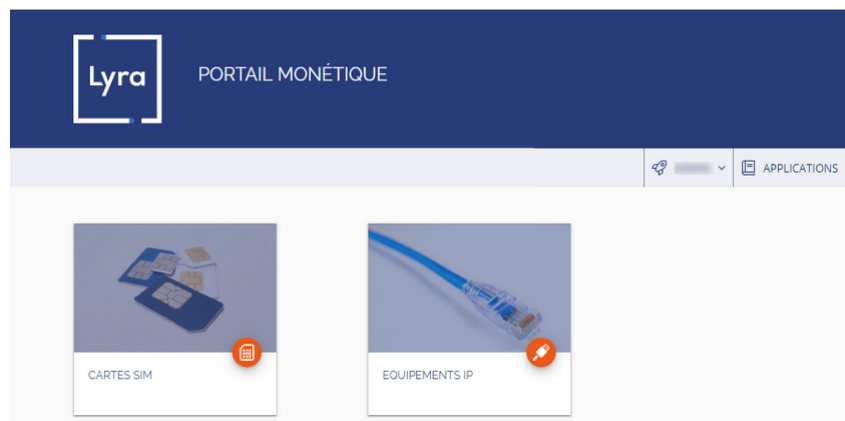 Lyra
PORTAIL MONÉTIQUE
APPLICATIONS
CARTES SIM
EQUIPEMENTS IP